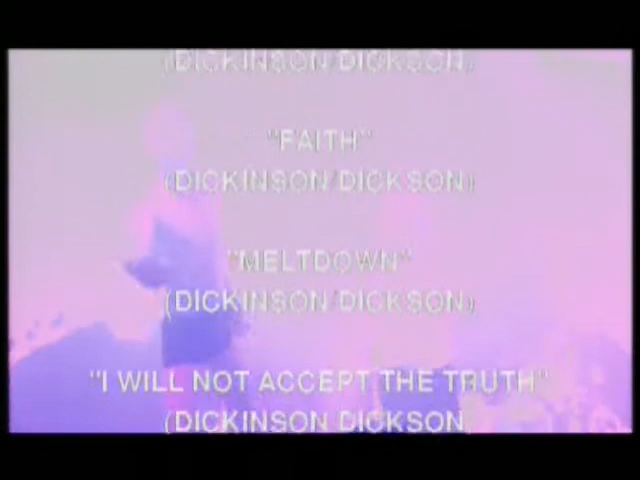 (DICKINSON/DICKSON)
"FAITH"
(DICKINSON/DICKSON)
"MELTDOWN"
(DICKINSON/DICKSON)
"I WILL NOT ACCEPT THE TRUTH"
(DICKINSON DICKSON)